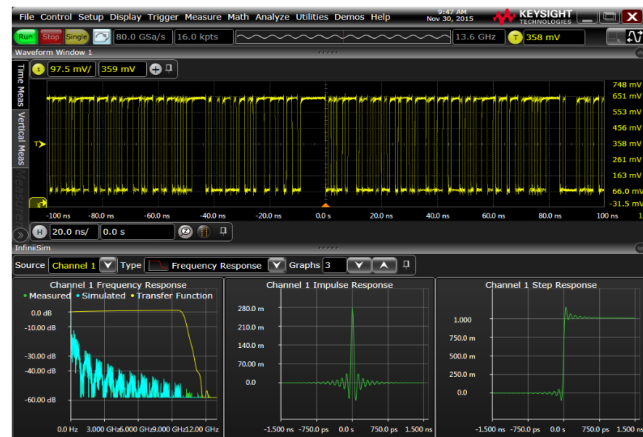 File Control Setup Display Trigger Measure Math Analyze Utilities Demos Help
9:47 AM
Nov 30, 2015
KEYSIGHT
TECHNOLOGIES
Run Stop Single 80.0 GSa/s 16.0 kpts 13.6 GHz T 358 mV
Waveform Window 1
Time Meas
Vertical Meas
97.5 mV/ 359 mV
748 mV
651 mV
553 mV
456 mV
T
358 mV
261 mV
163 mV
66.0 mV
-31.5 mV
-100 ns -80.0 ns -60.0 ns -40.0 ns -20.0 ns 0.0 s 20.0 ns 40.0 ns 60.0 ns 80.0 ns 100 ns
H 20.0 ns/ 0.0 s
InfiniiSim
Source Channel 1 Type Frequency Response Graphs 3
Channel 1 Frequency Response
Measured Simulated Transfer Function
0.0 dB
-10.00 dB
-30.00 dB
-40.00 dB
-60.00 dB
0.0 Hz 3.000 GHz 6.000 GHz 9.000 GHz 12.00 GHz
Channel 1 Impulse Response
280.0 m
210.0 m
140.0 m
70.00 m
0.0
-1.500 ns -750.0 ps 0.0 s 750.0 ps 1.500 ns
Channel 1 Step Response
1.000
750.0 m
500.0 m
250.0 m
0.0
-1.500 ns -750.0 ps 0.0 s 750.0 ps 1.500 ns